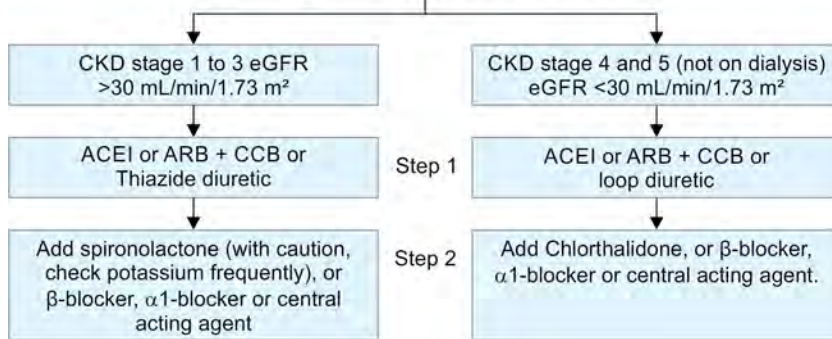 CKD stage 1 to 3 eGFR
>30 mL/min/1.73 m²
CKD stage 4 and 5 (not on dialysis)
eGFR <30 mL/min/1.73 m²
ACEI or ARB + CCB or
Thiazide diuretic
Step 1
ACEI or ARB + CCB or
loop diuretic
Add spironolactone (with caution,
check potassium frequently), or
β-blocker, α1-blocker or central
acting agent
Step 2
Add Chlorthalidone, or β-blocker,
α1-blocker or central acting agent.